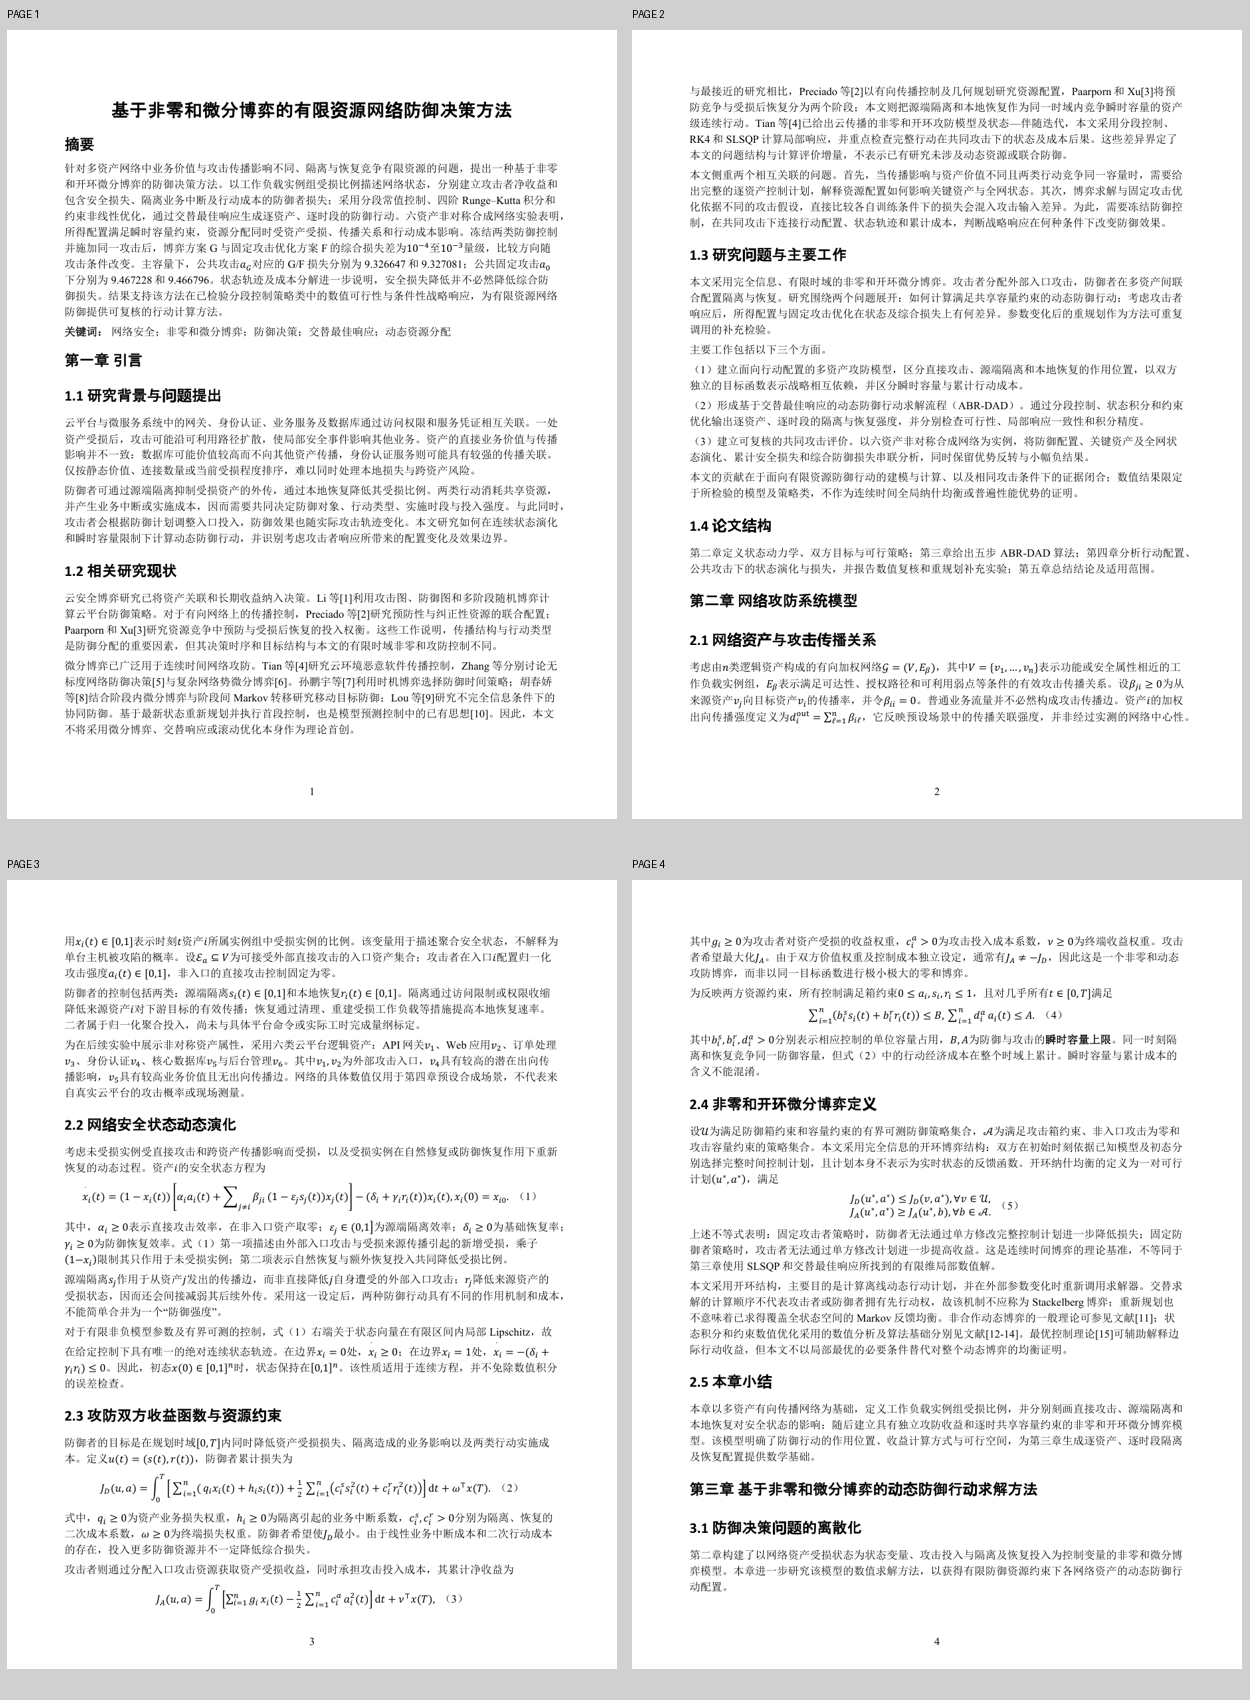 PAGE 1
基于非零和微分博弈的有限资源网络防御决策方法
摘要
针对多资产网络中业务价值与攻击传播影响不同、隔离与恢复竞争有限资源的问题，提出一种基于非零
和开环微分博弈的防御决策方法。以工作负载实例组受损比例描述网络状态，分别建立攻击者净收益和
包含安全损失、隔离业务中断及行动成本的防御者损失；采用分段常值控制、四阶 Runge–Kutta 积分和
约束非线性优化，通过交替最佳响应生成逐资产、逐时段的防御行动。六资产非对称合成网络实验表明，
所得配置满足瞬时容量约束，资源分配同时受资产受损、传播关系和行动成本影响。冻结两类防御控制
并施加同一攻击后，博弈方案 G 与固定攻击优化方案 F 的综合损失差为10⁻⁴至10⁻³量级，比较方向随
攻击条件改变。主容量下，公共攻击a_G对应的 G/F 损失分别为 9.326647 和 9.327081；公共固定攻击a₀
下分别为 9.467228 和 9.466796。状态轨迹及成本分解进一步说明，安全损失降低并不必然降低综合防
御损失。结果支持该方法在已检验分段控制策略类中的数值可行性与条件性战略响应，为有限资源网络
防御提供可复核的行动计算方法。
关键词： 网络安全；非零和微分博弈；防御决策；交替最佳响应；动态资源分配
第一章 引言
1.1 研究背景与问题提出
云平台与微服务系统中的网关、身份认证、业务服务及数据库通过访问权限和服务凭证相互关联。一处
资产受损后，攻击可能沿可利用路径扩散，使局部安全事件影响其他业务。资产的直接业务价值与传播
影响并不一致：数据库可能价值较高而不向其他资产传播，身份认证服务则可能具有较强的传播关联。
仅按静态价值、连接数量或当前受损程度排序，难以同时处理本地损失与跨资产风险。
防御者可通过源端隔离抑制受损资产的外传，通过本地恢复降低其受损比例。两类行动消耗共享资源，
并产生业务中断或实施成本，因而需要共同决定防御对象、行动类型、实施时段与投入强度。与此同时，
攻击者会根据防御计划调整入口投入，防御效果也随实际攻击轨迹变化。本文研究如何在连续状态演化
和瞬时容量限制下计算动态防御行动，并识别考虑攻击者响应所带来的配置变化及效果边界。
1.2 相关研究现状
云安全博弈研究已将资产关联和长期收益纳入决策。Li 等[1]利用攻击图、防御图和多阶段随机博弈计
算云平台防御策略。对于有向网络上的传播控制，Preciado 等[2]研究预防性与纠正性资源的联合配置；
Paarporn 和 Xu[3]研究资源竞争中预防与受损后恢复的投入权衡。这些工作说明，传播结构与行动类型
是防御分配的重要因素，但其决策时序和目标结构与本文的有限时域非零和攻防控制不同。
微分博弈已广泛用于连续时间网络攻防。Tian 等[4]研究云环境恶意软件传播控制，Zhang 等分别讨论无
标度网络防御决策[5]与复杂网络势微分博弈[6]。孙鹏宇等[7]利用时机博弈选择防御时间策略；胡春娇
等[8]结合阶段内微分博弈与阶段间 Markov 转移研究移动目标防御；Lou 等[9]研究不完全信息条件下的
协同防御。基于最新状态重新规划并执行首段控制，也是模型预测控制中的已有思想[10]。因此，本文
不将采用微分博弈、交替响应或滚动优化本身作为理论首创。
1
PAGE 2
与最接近的研究相比，Preciado 等[2]以有向传播控制及几何规划研究资源配置，Paarporn 和 Xu[3]将预
防竞争与受损后恢复分为两个阶段；本文则把源端隔离和本地恢复作为同一时域内竞争瞬时容量的资产
级连续行动。Tian 等[4]已给出云传播的非零和开环攻防模型及状态—伴随迭代，本文采用分段控制、
RK4 和 SLSQP 计算局部响应，并重点检查完整行动在共同攻击下的状态及成本后果。这些差异界定了
本文的问题结构与计算评价增量，不表示已有研究未涉及动态资源或联合防御。
本文侧重两个相互关联的问题。首先，当传播影响与资产价值不同且两类行动竞争同一容量时，需要给
出完整的逐资产控制计划，解释资源配置如何影响关键资产与全网状态。其次，博弈求解与固定攻击优
化依据不同的攻击假设，直接比较各自训练条件下的损失会混入攻击输入差异。为此，需要冻结防御控
制，在共同攻击下连接行动配置、状态轨迹和累计成本，判断战略响应在何种条件下改变防御效果。
1.3 研究问题与主要工作
本文采用完全信息、有限时域的非零和开环微分博弈。攻击者分配外部入口攻击，防御者在多资产间联
合配置隔离与恢复。研究围绕两个问题展开：如何计算满足共享容量约束的动态防御行动；考虑攻击者
响应后，所得配置与固定攻击优化在状态及综合损失上有何差异。参数变化后的重规划作为方法可重复
调用的补充检验。
主要工作包括以下三个方面。
（1）建立面向行动配置的多资产攻防模型，区分直接攻击、源端隔离和本地恢复的作用位置，以双方
独立的目标函数表示战略相互依赖，并区分瞬时容量与累计行动成本。
（2）形成基于交替最佳响应的动态防御行动求解流程（ABR-DAD）。通过分段控制、状态积分和约束
优化输出逐资产、逐时段的隔离与恢复强度，并分别检查可行性、局部响应一致性和积分精度。
（3）建立可复核的共同攻击评价。以六资产非对称合成网络为实例，将防御配置、关键资产及全网状
态演化、累计安全损失和综合防御损失串联分析，同时保留优势反转与小幅负结果。
本文的贡献在于面向有限资源防御行动的建模与计算、以及相同攻击条件下的证据闭合；数值结果限定
于所检验的模型及策略类，不作为连续时间全局纳什均衡或普遍性能优势的证明。
1.4 论文结构
第二章定义状态动力学、双方目标与可行策略；第三章给出五步 ABR-DAD 算法；第四章分析行动配置、
公共攻击下的状态演化与损失，并报告数值复核和重规划补充实验；第五章总结结论及适用范围。
第二章 网络攻防系统模型
2.1 网络资产与攻击传播关系
考虑由n类逻辑资产构成的有向加权网络𝒢 = (V, E_β)，其中V = {v₁, … , vₙ}表示功能或安全属性相近的工
作负载实例组，E_β表示满足可达性、授权路径和可利用弱点等条件的有效攻击传播关系。设β_ji ≥ 0为从
来源资产v_j向目标资产v_i的传播率，并令β_ii = 0。普通业务流量并不必然构成攻击传播边。资产i的加权
出向传播强度定义为d_i^out = ∑_{ℓ=1}^n β_iℓ，它反映预设场景中的传播关联强度，并非经过实测的网络中心性。
2
PAGE 3
用x_i(t) ∈ [0,1]表示时刻t资产i所属实例组中受损实例的比例。该变量用于描述聚合安全状态，不解释为
单台主机被攻陷的概率。设ℰ_a ⊆ V为可接受外部直接攻击的入口资产集合；攻击者在入口i配置归一化
攻击强度a_i(t) ∈ [0,1]，非入口的直接攻击控制固定为零。
防御者的控制包括两类：源端隔离s_i(t) ∈ [0,1]和本地恢复r_i(t) ∈ [0,1]。隔离通过访问限制或权限收缩
降低来源资产i对下游目标的有效传播；恢复通过清理、重建受损工作负载等措施提高本地恢复速率。
二者属于归一化聚合投入，尚未与具体平台命令或实际工时完成量纲标定。
为在后续实验中展示非对称资产属性，采用六类云平台逻辑资产：API 网关v₁、Web 应用v₂、订单处理
v₃、身份认证v₄、核心数据库v₅与后台管理v₆。其中v₁, v₂为外部攻击入口，v₄具有较高的潜在出向传
播影响，v₅具有较高业务价值且无出向传播边。网络的具体数值仅用于第四章预设合成场景，不代表来
自真实云平台的攻击概率或现场测量。
2.2 网络安全状态动态演化
考虑未受损实例受直接攻击和跨资产传播影响而受损，以及受损实例在自然修复或防御恢复作用下重新
恢复的动态过程。资产i的安全状态方程为
ẋ_i(t) = (1 − x_i(t)) [α_i a_i(t) + ∑_{j≠i} β_ji (1 − ε_j s_j(t))x_j(t)] − (δ_i + γ_i r_i(t))x_i(t), x_i(0) = x_i0. （1）
其中，α_i ≥ 0表示直接攻击效率，在非入口资产取零；ε_j ∈ (0,1]为源端隔离效率；δ_i ≥ 0为基础恢复率；
γ_i ≥ 0为防御恢复效率。式（1）第一项描述由外部入口攻击与受损来源传播引起的新增受损，乘子
(1−x_i)限制其只作用于未受损实例；第二项表示自然恢复与额外恢复投入共同降低受损比例。
源端隔离s_j作用于从资产j发出的传播边，而非直接降低j自身遭受的外部入口攻击；r_j降低来源资产的
受损状态，因而还会间接减弱其后续外传。采用这一设定后，两种防御行动具有不同的作用机制和成本，
不能简单合并为一个“防御强度”。
对于有限非负模型参数及有界可测的控制，式（1）右端关于状态向量在有限区间内局部 Lipschitz，故
在给定控制下具有唯一的绝对连续状态轨迹。在边界x_i = 0处，ẋ_i ≥ 0；在边界x_i = 1处，ẋ_i = −(δ_i +
γ_i r_i) ≤ 0。因此，初态x(0) ∈ [0,1]ⁿ时，状态保持在[0,1]ⁿ。该性质适用于连续方程，并不免除数值积分
的误差检查。
2.3 攻防双方收益函数与资源约束
防御者的目标是在规划时域[0, T]内同时降低资产受损损失、隔离造成的业务影响以及两类行动实施成
本。定义u(t) = (s(t), r(t))，防御者累计损失为
J_D(u, a) = ∫_0^T [∑_{i=1}^n ( q_i x_i(t) + h_i s_i(t)) + 1/2 ∑_{i=1}^n (c_i^s s_i²(t) + c_i^r r_i²(t))] dt + ω^⊤x(T). （2）
式中，q_i ≥ 0为资产业务损失权重，h_i ≥ 0为隔离引起的业务中断系数，c_i^s, c_i^r > 0分别为隔离、恢复的
二次成本系数，ω ≥ 0为终端损失权重。防御者希望使J_D最小。由于线性业务中断成本和二次行动成本
的存在，投入更多防御资源并不一定降低综合损失。
攻击者则通过分配入口攻击资源获取资产受损收益，同时承担攻击投入成本，其累计净收益为
J_A(u, a) = ∫_0^T [∑_{i=1}^n g_i x_i(t) − 1/2 ∑_{i=1}^n c_i^a a_i²(t)] dt + ν^⊤x(T), （3）
3
PAGE 4
其中g_i ≥ 0为攻击者对资产受损的收益权重，c_i^a > 0为攻击投入成本系数，ν ≥ 0为终端收益权重。攻击
者希望最大化J_A。由于双方价值权重及控制成本独立设定，通常有J_A ≠ −J_D，因此这是一个非零和动态
攻防博弈，而非以同一目标函数进行极小极大的零和博弈。
为反映两方资源约束，所有控制满足箱约束0 ≤ a_i, s_i, r_i ≤ 1，且对几乎所有t ∈ [0, T]满足
∑_{i=1}^n(b_i^s s_i(t) + b_i^r r_i(t)) ≤ B, ∑_{i=1}^n d_i^a a_i(t) ≤ A. （4）
其中b_i^s, b_i^r, d_i^a > 0分别表示相应控制的单位容量占用，B, A为防御与攻击的瞬时容量上限。同一时刻隔
离和恢复竞争同一防御容量，但式（2）中的行动经济成本在整个时域上累计。瞬时容量与累计成本的
含义不能混淆。
2.4 非零和开环微分博弈定义
设𝒰为满足防御箱约束和容量约束的有界可测策略集合，𝒜为满足攻击箱约束、非入口攻击为零和
攻击容量约束的策略集合。本文采用完全信息的开环博弈结构：双方在初始时刻依据已知模型及初态分
别选择完整时间控制计划，且计划本身不表示为实时状态的反馈函数。开环纳什均衡的定义为一对可行
计划(u*, a*)，满足
J_D(u*, a*) ≤ J_D(v, a*), ∀v ∈ 𝒰,
J_A(u*, a*) ≥ J_A(u*, b), ∀b ∈ 𝒜. （5）
上述不等式表明：固定攻击者策略时，防御者无法通过单方修改完整控制计划进一步降低损失；固定防
御者策略时，攻击者无法通过单方修改计划进一步提高收益。这是连续时间博弈的理论基准，不等同于
第三章使用 SLSQP 和交替最佳响应所找到的有限维局部数值解。
本文采用开环结构，主要目的是计算离线动态行动计划，并在外部参数变化时重新调用求解器。交替求
解的计算顺序不代表攻击者或防御者拥有先行动权，故该机制不应称为 Stackelberg 博弈；重新规划也
不意味着已求得覆盖全状态空间的 Markov 反馈均衡。非合作动态博弈的一般理论可参见文献[11]；状
态积分和约束数值优化采用的数值分析及算法基础分别见文献[12-14]。最优控制理论[15]可辅助解释边
际行动收益，但本文不以局部最优的必要条件替代对整个动态博弈的均衡证明。
2.5 本章小结
本章以多资产有向传播网络为基础，定义工作负载实例组受损比例，并分别刻画直接攻击、源端隔离和
本地恢复对安全状态的影响；随后建立具有独立攻防收益和逐时共享容量约束的非零和开环微分博弈模
型。该模型明确了防御行动的作用位置、收益计算方式与可行空间，为第三章生成逐资产、逐时段隔离
及恢复配置提供数学基础。
第三章 基于非零和微分博弈的动态防御行动求解方法
3.1 防御决策问题的离散化
第二章构建了以网络资产受损状态为状态变量、攻击投入与隔离及恢复投入为控制变量的非零和微分博
弈模型。本章进一步研究该模型的数值求解方法，以获得有限防御资源约束下各网络资产的动态防御行
动配置。
4